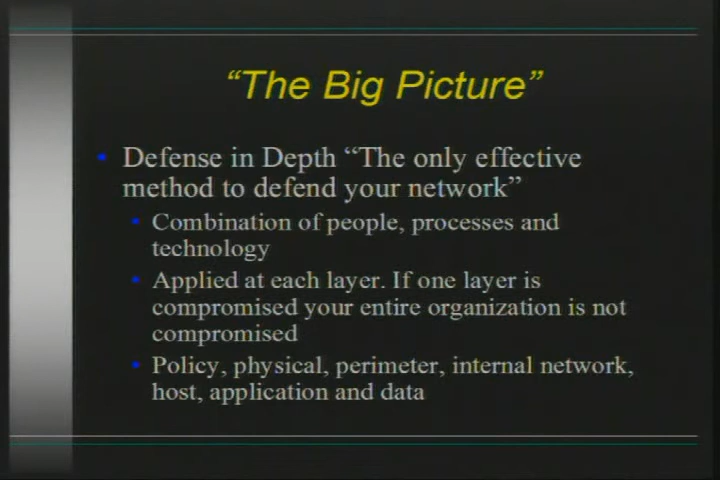 “The Big Picture”
• Defense in Depth “The only effective
method to defend your network”
• Combination of people, processes and
technology
• Applied at each layer. If one layer is
compromised your entire organization is not
compromised
• Policy, physical, perimeter, internal network,
host, application and data